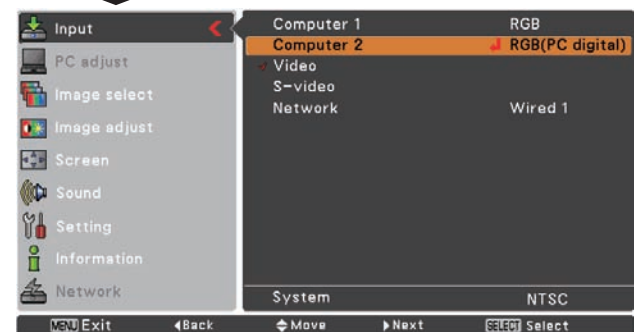 Input
PC adjust
Image select
Image adjust
Screen
Sound
Setting
Information
Network
Computer 1 RGB
Computer 2 RGB(PC digital)
Video
S-video
Network Wired 1
System NTSC
MENU Exit ◀Back Move ▶Next SELECT Select